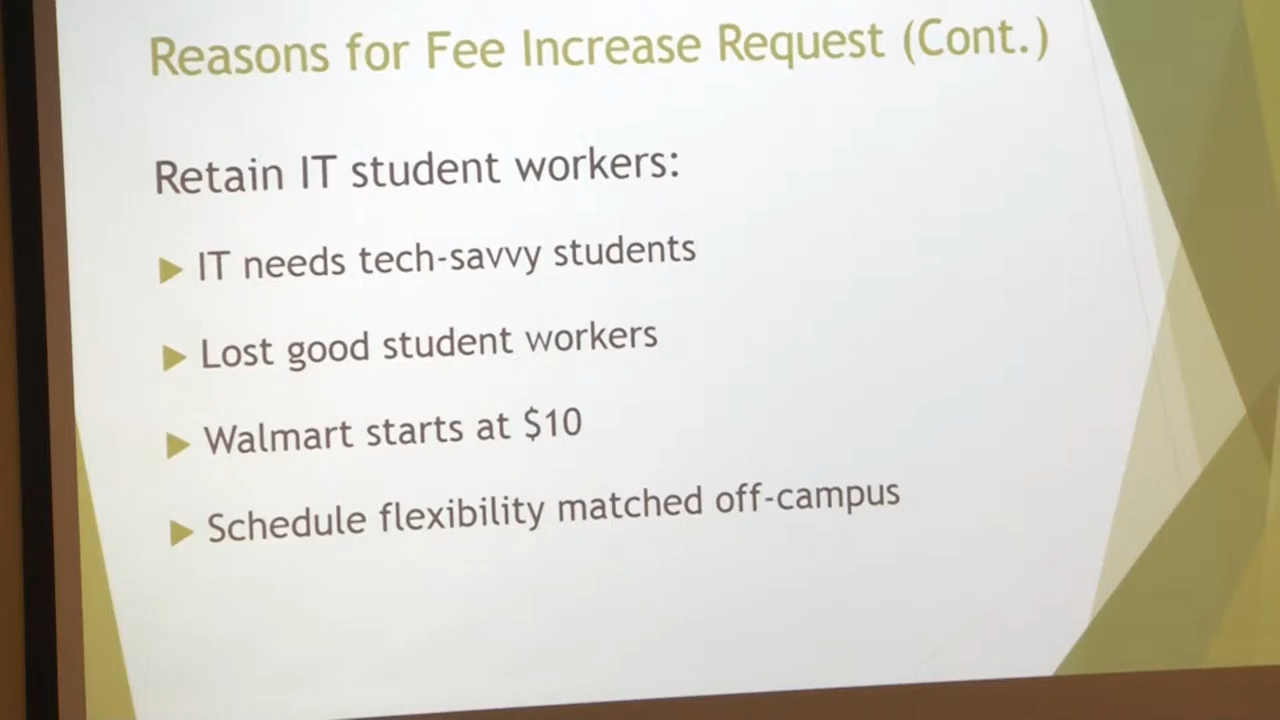 Reasons for Fee Increase Request (Cont.)
Retain IT student workers:
IT needs tech-savvy students
Lost good student workers
Walmart starts at $10
Schedule flexibility matched off-campus